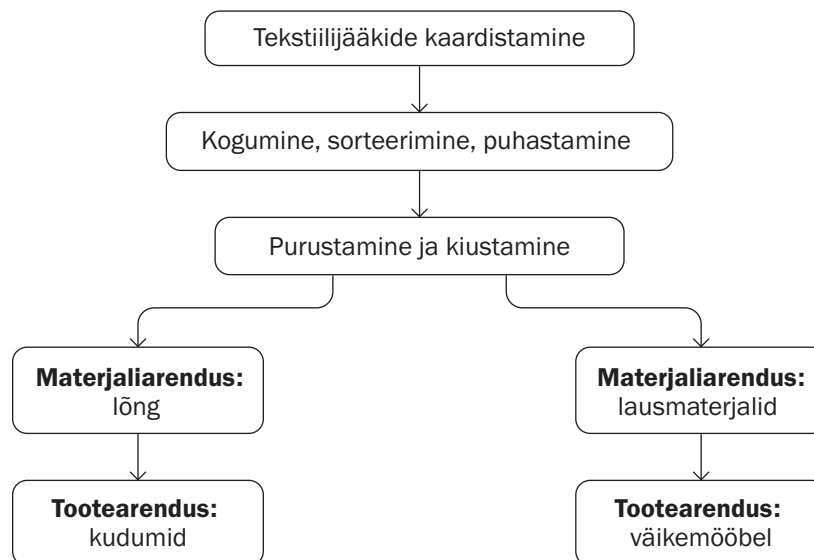 Tekstiilijääkide kaardistamine
Kogumine, sorteerimine, puhastamine
Purustamine ja kiustamine
Materjaliarendus:
lõng
Materjaliarendus:
lausmaterjalid
Tootearendus:
kudumid
Tootearendus:
väikemööbel